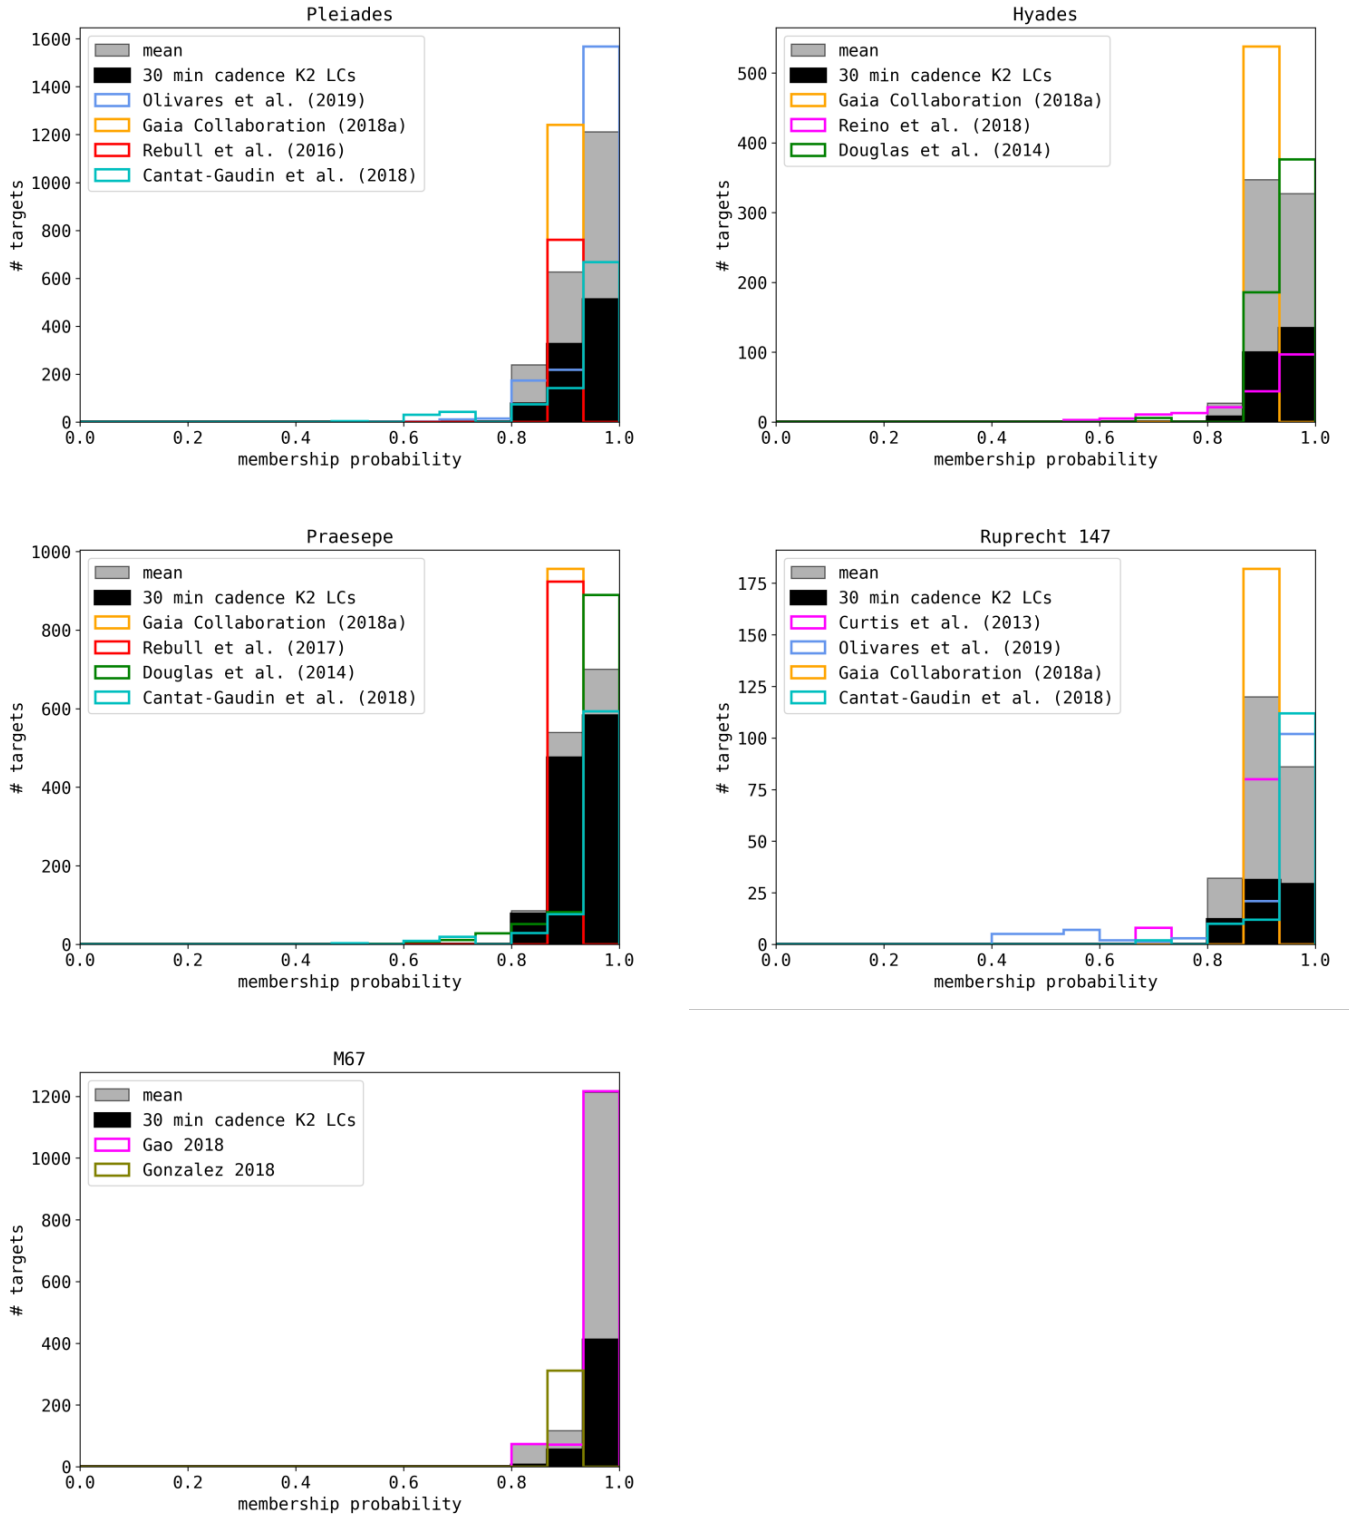 Pleiades
mean
30 min cadence K2 LCs
Olivares et al. (2019)
Gaia Collaboration (2018a)
Rebull et al. (2016)
Cantat-Gaudin et al. (2018)
# targets
1600
1400
1200
1000
800
600
400
200
0
0.0 0.2 0.4 0.6 0.8 1.0
membership probability
Hyades
mean
30 min cadence K2 LCs
Gaia Collaboration (2018a)
Reino et al. (2018)
Douglas et al. (2014)
# targets
500
400
300
200
100
0
0.0 0.2 0.4 0.6 0.8 1.0
membership probability
Praesepe
mean
30 min cadence K2 LCs
Gaia Collaboration (2018a)
Rebull et al. (2017)
Douglas et al. (2014)
Cantat-Gaudin et al. (2018)
# targets
1000
800
600
400
200
0
0.0 0.2 0.4 0.6 0.8 1.0
membership probability
Ruprecht 147
mean
30 min cadence K2 LCs
Curtis et al. (2013)
Olivares et al. (2019)
Gaia Collaboration (2018a)
Cantat-Gaudin et al. (2018)
# targets
175
150
125
100
75
50
25
0
0.0 0.2 0.4 0.6 0.8 1.0
membership probability
M67
mean
30 min cadence K2 LCs
Gao 2018
Gonzalez 2018
# targets
1200
1000
800
600
400
200
0
0.0 0.2 0.4 0.6 0.8 1.0
membership probability